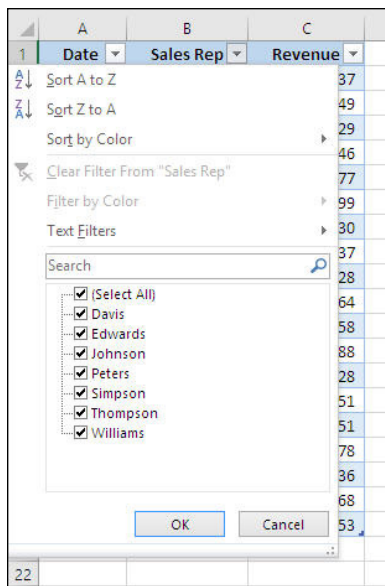 A B C
1 Date Sales Rep Revenue
Sort A to Z 37
Sort Z to A 49
29
Sort by Color 46
Clear Filter From "Sales Rep" 77
Filter by Color 99
Text Filters 30
37
Search 28
(Select All) 64
Davis
Edwards 58
Johnson 88
Peters 28
Simpson 51
Thompson 51
Williams 78
36
68
OK Cancel 53
22